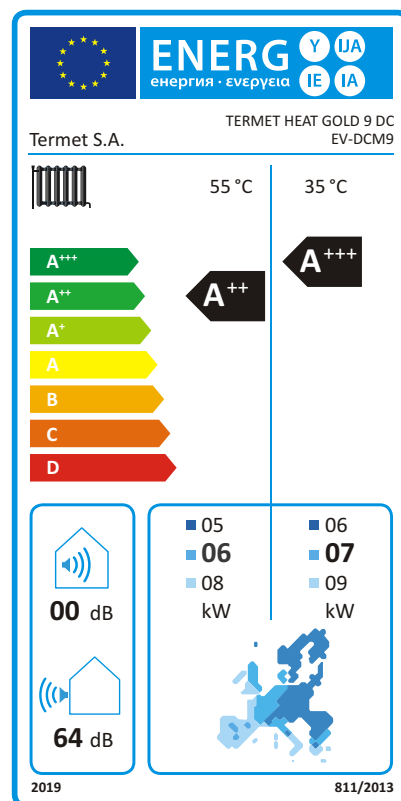 ENERG
Y IJA
IE IA
енергия · ενεργεια
Termet S.A.
TERMET HEAT GOLD 9 DC
EV-DCM9
55 °C 35 °C
A+++
A++
A+
A
B
C
D
A++
A+++
00 dB
64 dB
05 06
06 07
08 09
kW kW
2019 811/2013